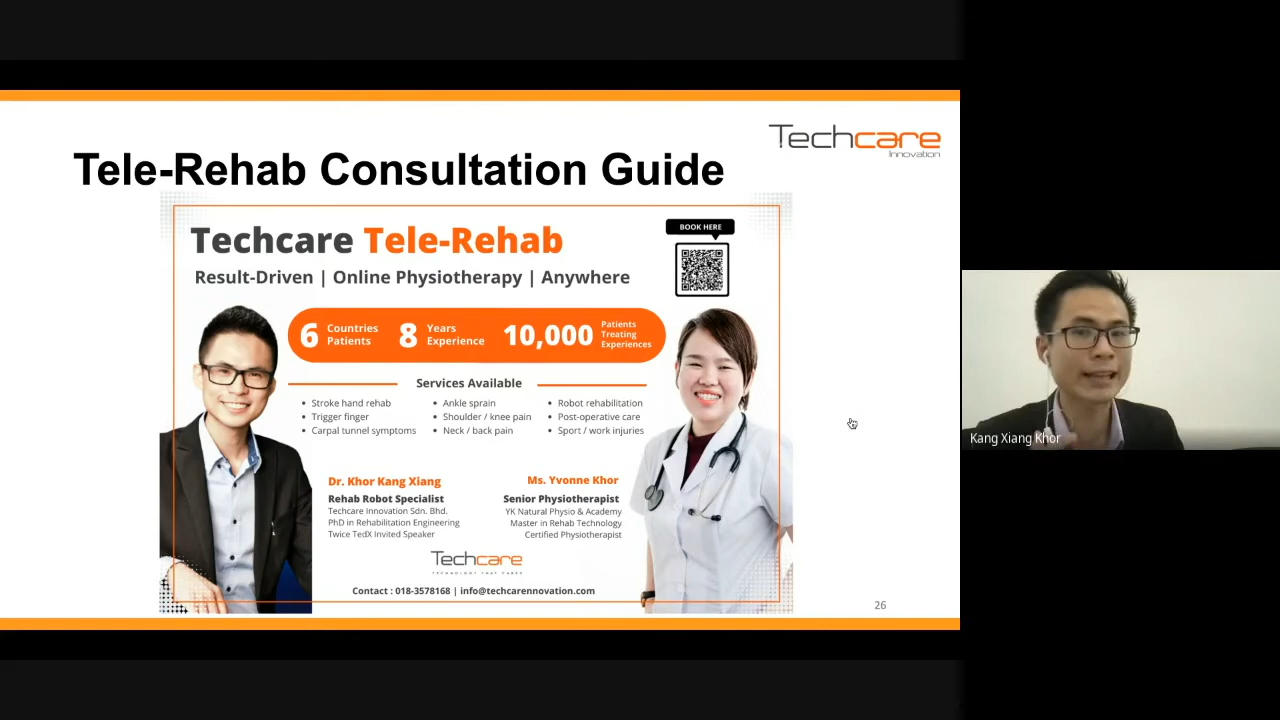 Techcare
Innovation
Tele-Rehab Consultation Guide
Techcare Tele-Rehab
BOOK HERE
Result-Driven | Online Physiotherapy | Anywhere
6 Countries Patients
8 Years Experience
10,000 Patients Treating Experiences
Services Available
• Stroke hand rehab
• Trigger finger
• Carpal tunnel symptoms
• Ankle sprain
• Shoulder / knee pain
• Neck / back pain
• Robot rehabilitation
• Post-operative care
• Sport / work injuries
Dr. Khor Kang Xiang
Rehab Robot Specialist
Techcare Innovation Sdn. Bhd.
PhD in Rehabilitation Engineering
Twice TedX Invited Speaker
Ms. Yvonne Khor
Senior Physiotherapist
YK Natural Physio & Academy
Master in Rehab Technology
Certified Physiotherapist
Techcare
TECHNOLOGY THAT CARES
Contact : 018-3578168 | info@techcarennovation.com
26
Kang Xiang Khor